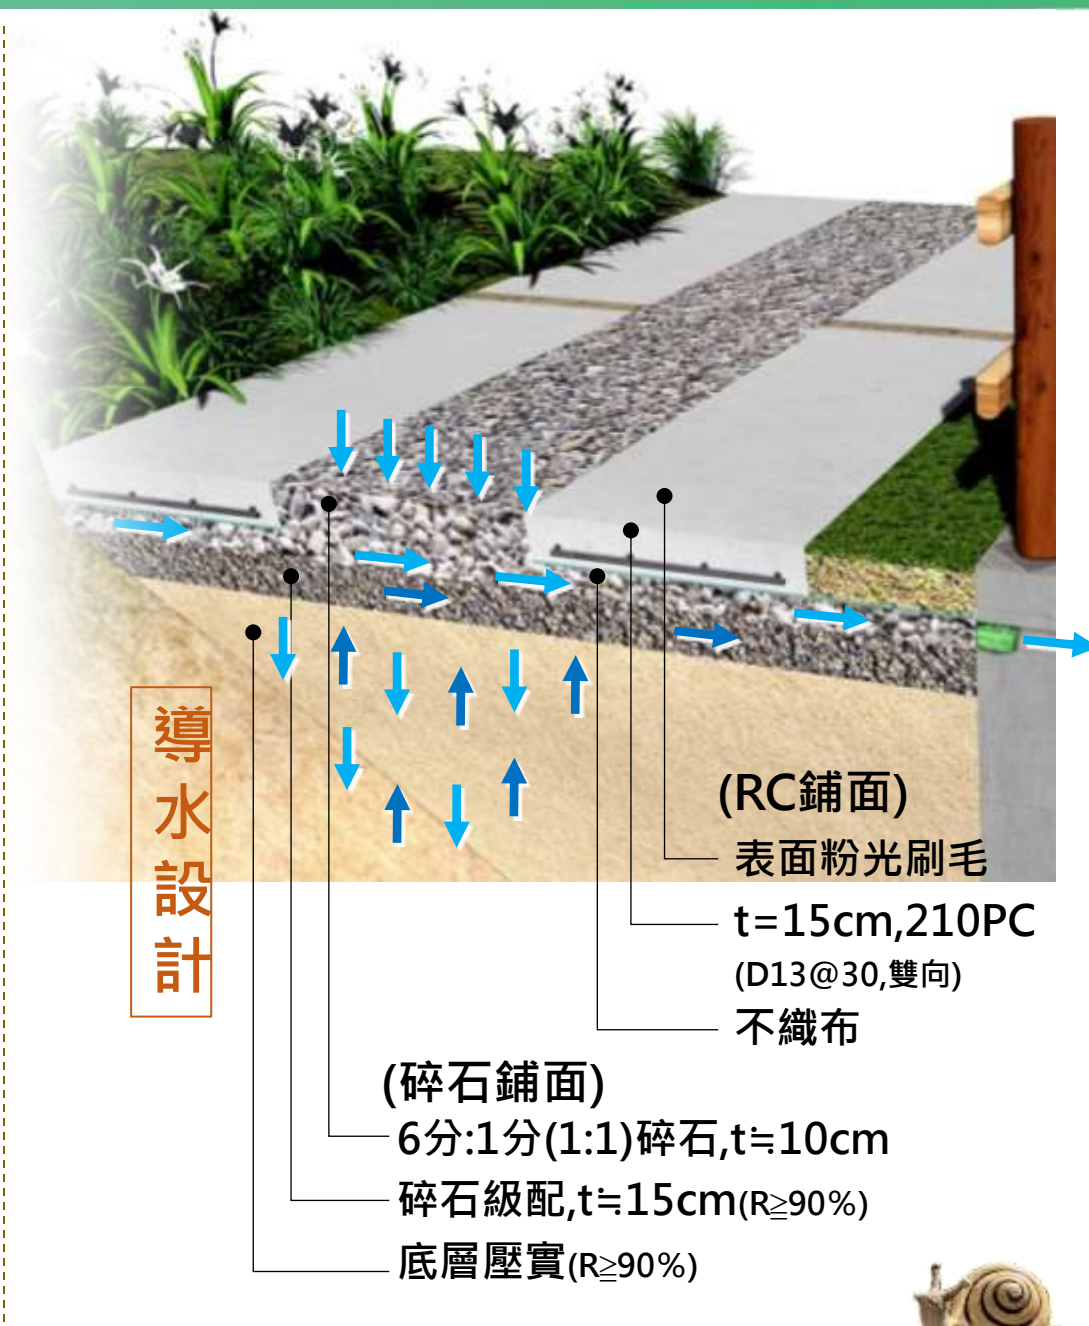 導水設計
(RC鋪面)
表面粉光刷毛
t=15cm,210PC
(D13@30,雙向)
不織布
(碎石鋪面)
6分:1分(1:1)碎石,t≒10cm
碎石級配,t≒15cm(R≧90%)
底層壓實(R≧90%)